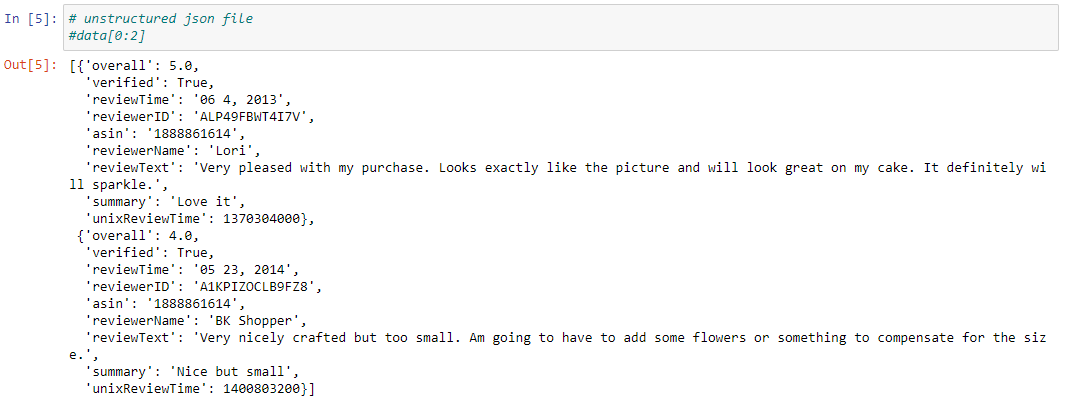 In [5]: # unstructured json file
#data[0:2]
Out[5]: [{'overall': 5.0,
'verified': True,
'reviewTime': '06 4, 2013',
'reviewerID': 'ALP49FBWT4I7V',
'asin': '1888861614',
'reviewerName': 'Lori',
'reviewText': 'Very pleased with my purchase. Looks exactly like the picture and will look great on my cake. It definitely wi
ll sparkle.',
'summary': 'Love it',
'unixReviewTime': 1370304000},
{'overall': 4.0,
'verified': True,
'reviewTime': '05 23, 2014',
'reviewerID': 'A1KPIZOCLB9FZ8',
'asin': '1888861614',
'reviewerName': 'BK Shopper',
'reviewText': 'Very nicely crafted but too small. Am going to have to add some flowers or something to compensate for the siz
e.',
'summary': 'Nice but small',
'unixReviewTime': 1400803200}]